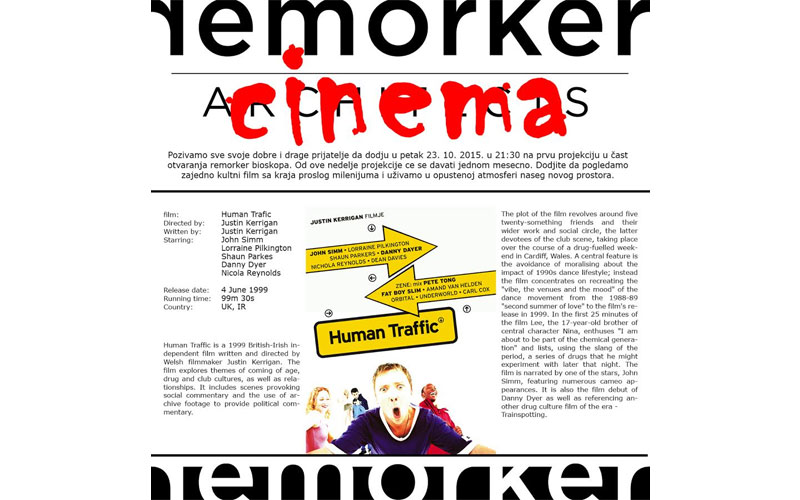 remorker
ARCHITECTS
cinema
Pozivamo sve svoje dobre i drage prijatelje da dodju u petak 23. 10. 2015. u 21:30 na prvu projekciju u čast
otvaranja remorker bioskopa. Od ove nedelje projekcije ce se davati jednom mesecno. Dodjite da pogledamo
zajedno kultni film sa kraja proslog milenijuma i uživamo u opustenoj atmosferi naseg novog prostora.
film: Human Trafic
Directed by: Justin Kerrigan
Written by: Justin Kerrigan
Starring: John Simm
Lorraine Pilkington
Shaun Parkes
Danny Dyer
Nicola Reynolds
Release date: 4 June 1999
Running time: 99m 30s
Country: UK, IR
Human Traffic is a 1999 British-Irish in-
dependent film written and directed by
Welsh filmmaker Justin Kerrigan. The
film explores themes of coming of age,
drug and club cultures, as well as rela-
tionships. It includes scenes provoking
social commentary and the use of ar-
chive footage to provide political com-
mentary.
JUSTIN KERRIGAN FILMJE
JOHN SIMM • LORRAINE PILKINGTON
SHAUN PARKERS • DANNY DAYER
NICHOLA REYNOLDS • DEAN DAVIES
ZENE: mix PETE TONG
FAT BOY SLIM • AMAND VAN HELDEN
ORBITAL • UNDERWORLD • CARL COX
Human Traffic
The plot of the film revolves around five
twenty-something friends and their
wider work and social circle, the latter
devotees of the club scene, taking place
over the course of a drug-fuelled week-
end in Cardiff, Wales. A central feature is
the avoidance of moralising about the
impact of 1990s dance lifestyle; instead
the film concentrates on recreating the
"vibe, the venues and the mood" of the
dance movement from the 1988-89
"second summer of love" to the film's re-
lease in 1999. In the first 25 minutes of
the film Lee, the 17-year-old brother of
central character Nina, enthuses "I am
about to be part of the chemical genera-
tion" and lists, using the slang of the
period, a series of drugs that he might
experiment with later that night. The
film is narrated by one of the stars, John
Simm, featuring numerous cameo ap-
pearances. It is also the film debut of
Danny Dyer as well as referencing an-
other drug culture film of the era -
Trainspotting.
remorker